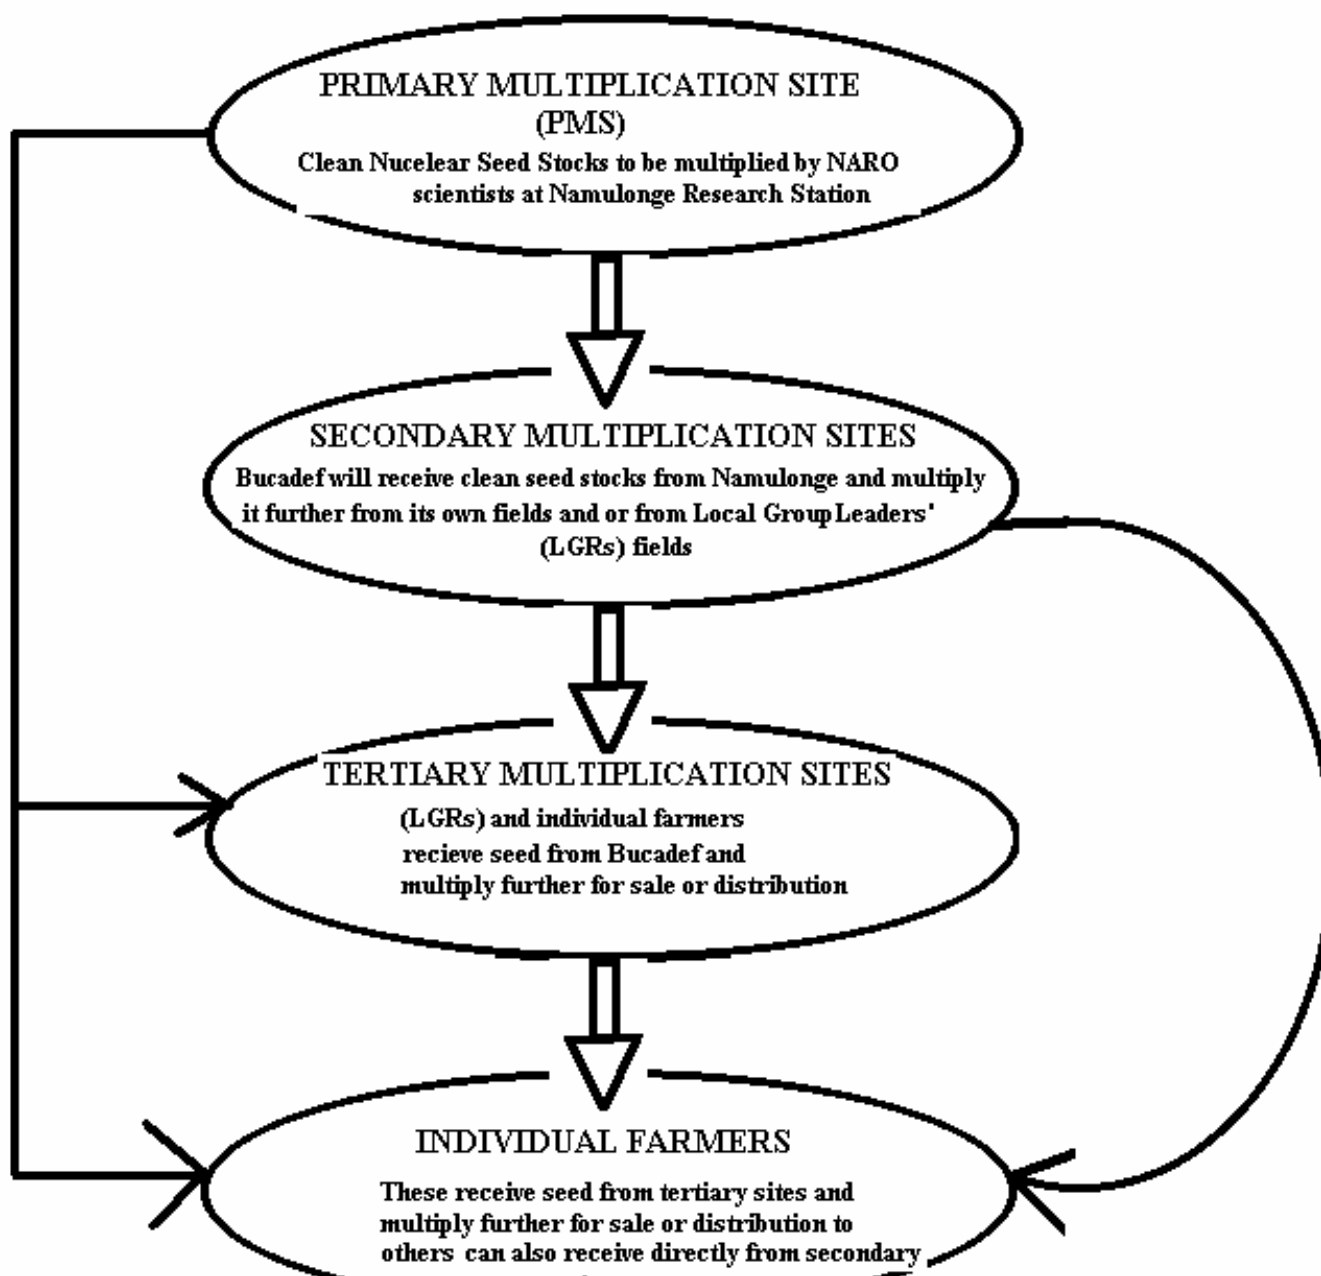 PRIMARY MULTIPLICATION SITE
(PMS)
Clean Nucelear Seed Stocks to be multiplied by NARO
scientists at Namulonge Research Station
SECONDARY MULTIPLICATION SITES
Bucadef will receive clean seed stocks from Namulonge and multiply
it further from its own fields and or from Local Group Leaders'
(LGRs) fields
TERTIARY MULTIPLICATION SITES
(LGRs) and individual farmers
recieve seed from Bucadef and
multiply further for sale or distribution
INDIVIDUAL FARMERS
These receive seed from tertiary sites and
multiply further for sale or distribution to
others can also receive directly from secondary